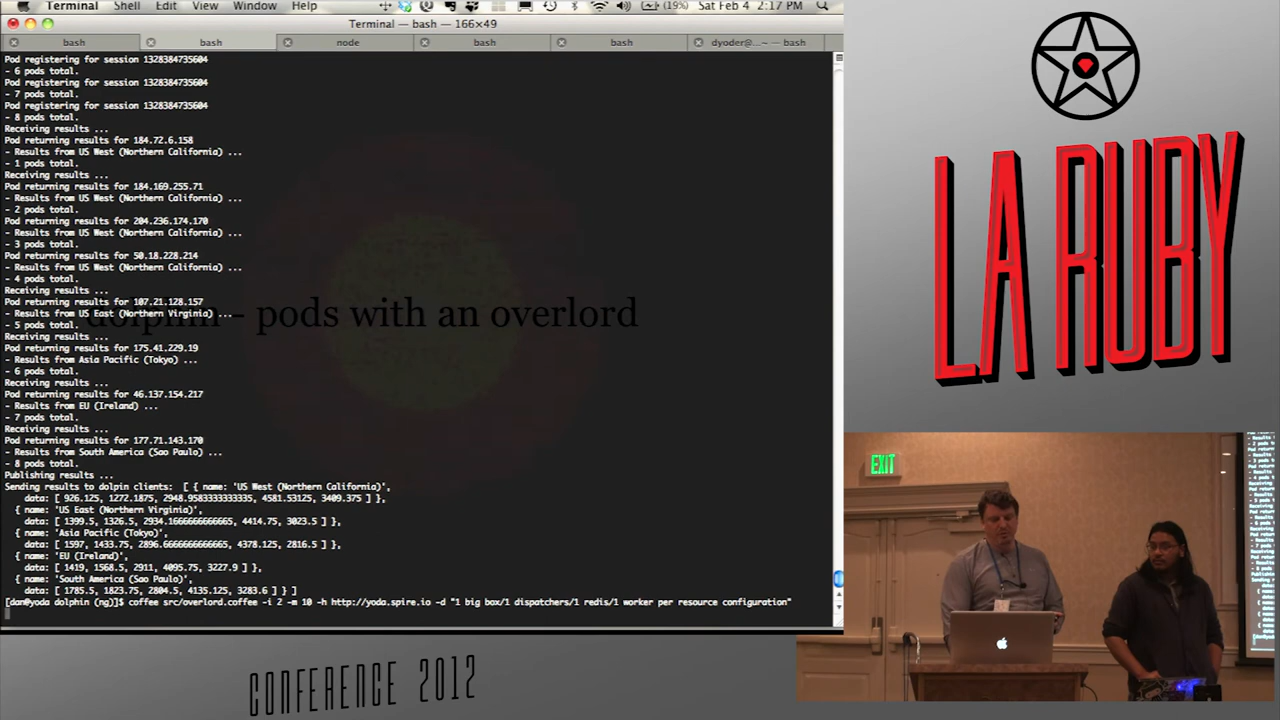 Terminal Shell Edit View Window Help (19%) Sat Feb 4 2:17 PM
Terminal — bash — 166×49
bash bash node bash bash dyoder@...~ — bash
Pod registering for session 1328384735604
- 6 pods total.
Pod registering for session 1328384735604
- 7 pods total.
Pod registering for session 1328384735604
- 8 pods total.
Receiving results ...
Pod returning results for 184.72.6.158
- Results from US West (Northern California) ...
- 1 pods total.
Receiving results ...
Pod returning results for 184.169.255.71
- Results from US West (Northern California) ...
- 2 pods total.
Pod returning results for 204.236.174.170
- Results from US West (Northern California) ...
- 3 pods total.
Pod returning results for 50.18.228.214
- Results from US West (Northern California) ...
- 4 pods total.
Receiving results ...
Pod returning results for 107.21.128.157
- Results from US East (Northern Virginia) ...
- 5 pods total.
Receiving results ...
Pod returning results for 175.41.229.19
- Results from Asia Pacific (Tokyo) ...
- 6 pods total.
Receiving results ...
Pod returning results for 46.137.154.217
- Results from EU (Ireland) ...
- 7 pods total.
Receiving results ...
Pod returning results for 177.71.143.170
- Results from South America (Sao Paulo) ...
- 8 pods total.
Publishing results ...
Sending results to dolpin clients: [ { name: 'US West (Northern California)',
data: [ 926.125, 1272.1875, 2948.9583333333335, 4581.53125, 3409.375 ] },
{ name: 'US East (Northern Virginia)',
data: [ 1399.5, 1326.5, 2934.1666666666665, 4414.75, 3023.5 ] },
{ name: 'Asia Pacific (Tokyo)',
data: [ 1597, 1433.75, 2896.6666666666665, 4378.125, 2816.5 ] },
{ name: 'EU (Ireland)',
data: [ 1419, 1568.5, 2911, 4095.75, 3227.9 ] },
{ name: 'South America (Sao Paulo)',
data: [ 1785.5, 1823.75, 2804.5, 4135.125, 3283.6 ] } ]
[dan@yoda dolphin (ng)]$ coffee src/overlord.coffee -i 2 -m 10 -h http://yoda.spire.io -d "1 big box/1 dispatchers/1 redis/1 worker per resource configuration"
dolphin - pods with an overlord
LA RUBY
EXIT
CONFERENCE 2012